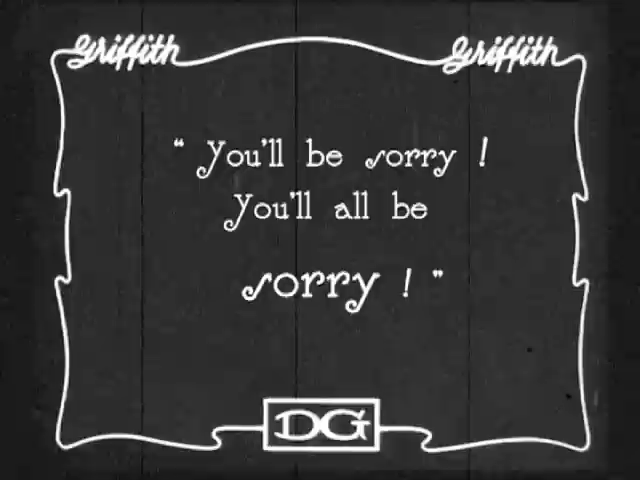 Griffith Griffith
" You'll be sorry !
You'll all be
sorry ! "
DG